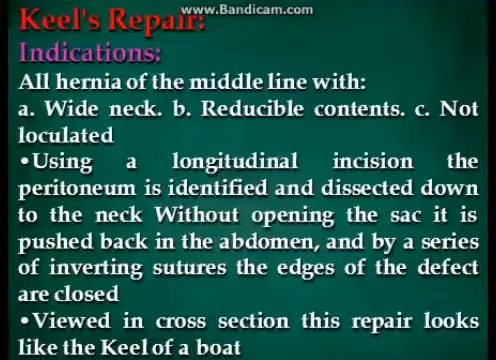 www.Bandicam.com
Keel's Repair:
Indications:
All hernia of the middle line with:
a. Wide neck. b. Reducible contents. c. Not
loculated
•Using a longitudinal incision the
peritoneum is identified and dissected down
to the neck Without opening the sac it is
pushed back in the abdomen, and by a series
of inverting sutures the edges of the defect
are closed
•Viewed in cross section this repair looks
like the Keel of a boat